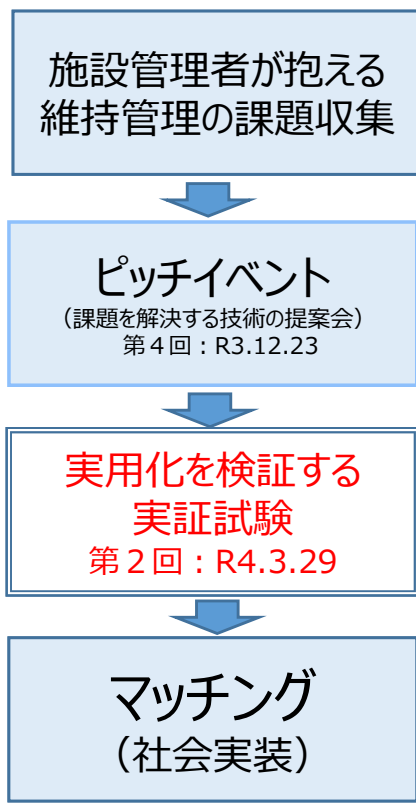 施設管理者が抱える
維持管理の課題収集
ピッチイベント
（課題を解決する技術の提案会）
第４回：R3.12.23
実用化を検証する
実証試験
第２回：R4.3.29
マッチング
（社会実装）